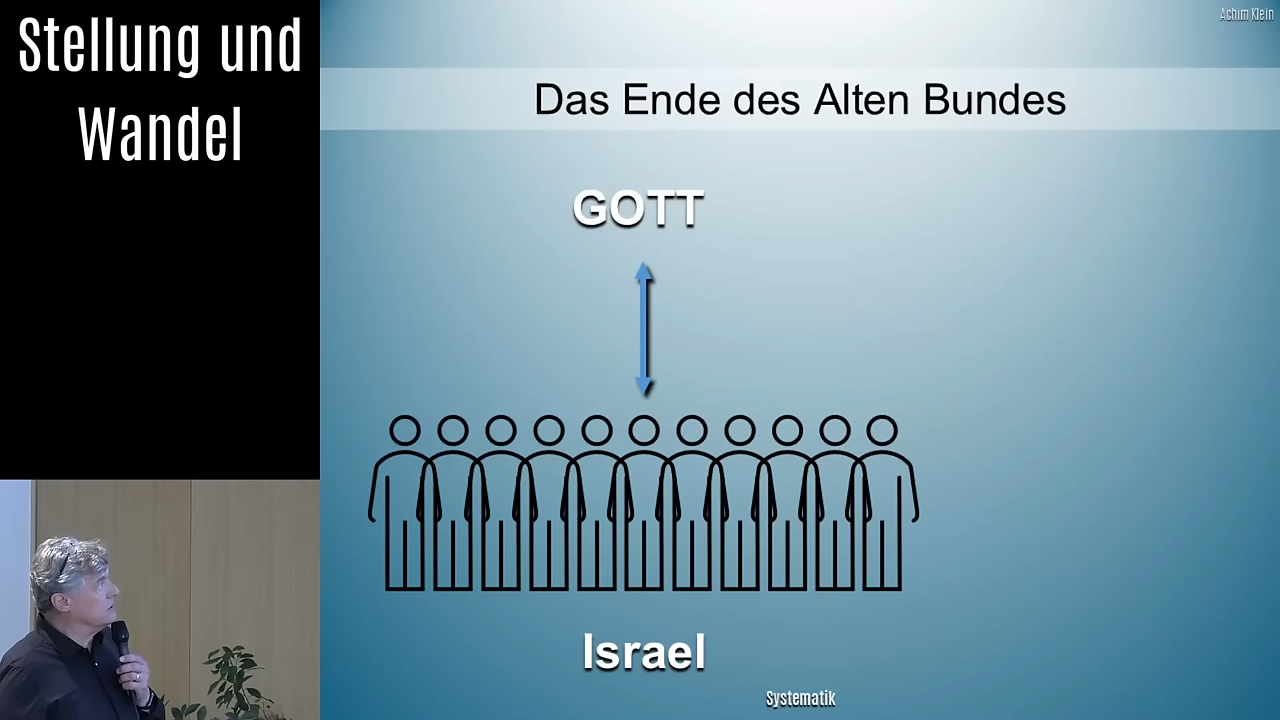 Stellung und
Wandel
Achim Klein
Das Ende des Alten Bundes
GOTT
Israel
Systematik